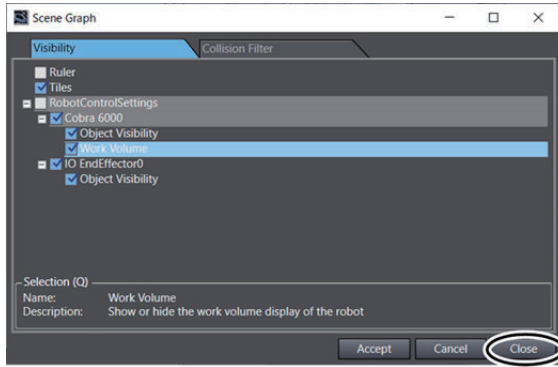 Scene Graph
Visibility
Collision Filter
Ruler
Tiles
RobotControlSettings
Cobra 6000
Object Visibility
Work Volume
IO EndEffector0
Object Visibility
Selection (Q)
Name: Work Volume
Description: Show or hide the work volume display of the robot
Accept Cancel Close